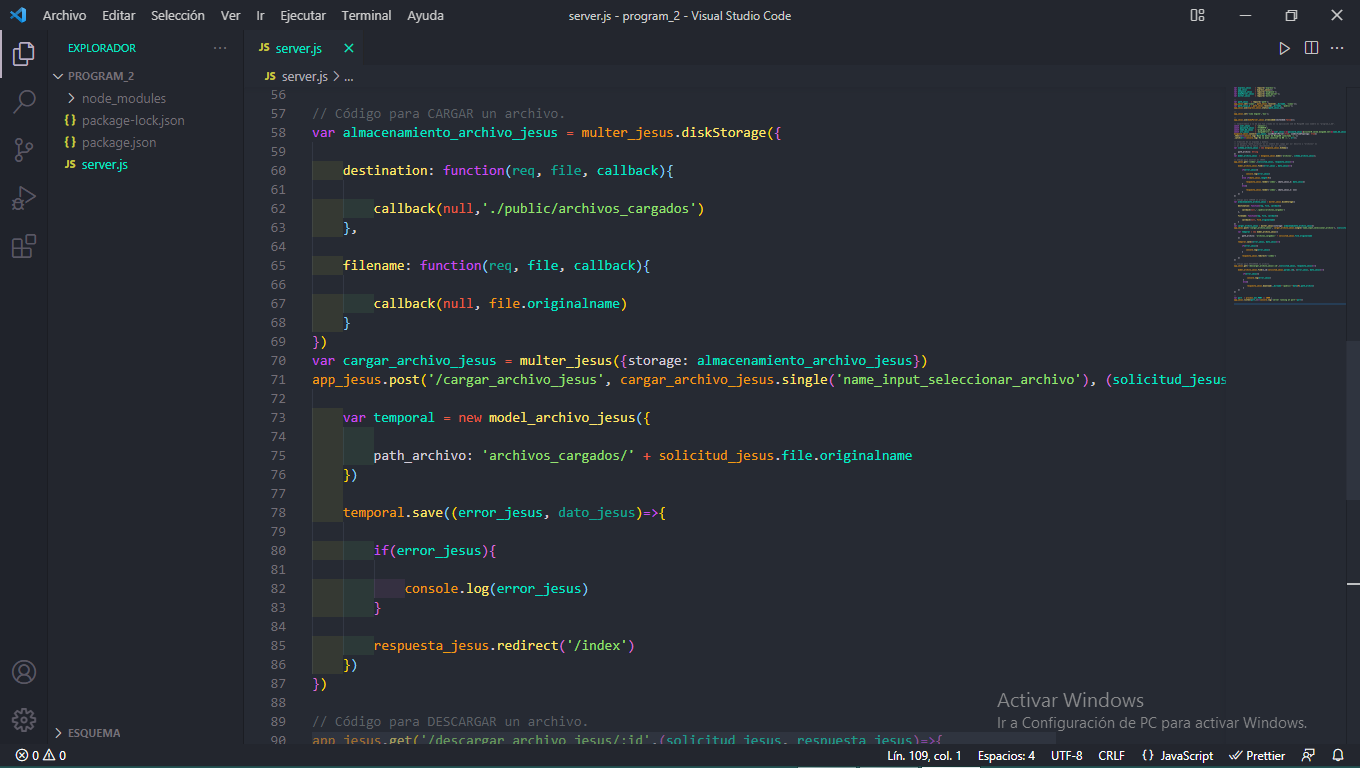 Archivo Editar Selección Ver Ir Ejecutar Terminal Ayuda server.js - program_2 - Visual Studio Code
EXPLORADOR
PROGRAM_2
node_modules
{} package-lock.json
{} package.json
JS server.js
ESQUEMA
JS server.js
JS server.js > ...
56
57 // Código para CARGAR un archivo.
58 var almacenamiento_archivo_jesus = multer_jesus.diskStorage({
59
60 destination: function(req, file, callback){
61
62 callback(null,'./public/archivos_cargados')
63 },
64
65 filename: function(req, file, callback){
66
67 callback(null, file.originalname)
68 }
69 })
70 var cargar_archivo_jesus = multer_jesus({storage: almacenamiento_archivo_jesus})
71 app_jesus.post('/cargar_archivo_jesus', cargar_archivo_jesus.single('name_input_seleccionar_archivo'), (solicitud_jesus
72
73 var temporal = new model_archivo_jesus({
74
75 path_archivo: 'archivos_cargados/' + solicitud_jesus.file.originalname
76 })
77
78 temporal.save((error_jesus, dato_jesus)=>{
79
80 if(error_jesus){
81
82 console.log(error_jesus)
83 }
84
85 respuesta_jesus.redirect('/index')
86 })
87 })
88
89 // Código para DESCARGAR un archivo.
90 app_jesus.get('/descargar_archivo_jesus/:id',(solicitud_jesus, respuesta_jesus)=>{
Activar Windows
Ir a Configuración de PC para activar Windows.
0 0 Lín. 109, col. 1 Espacios: 4 UTF-8 CRLF {} JavaScript Prettier